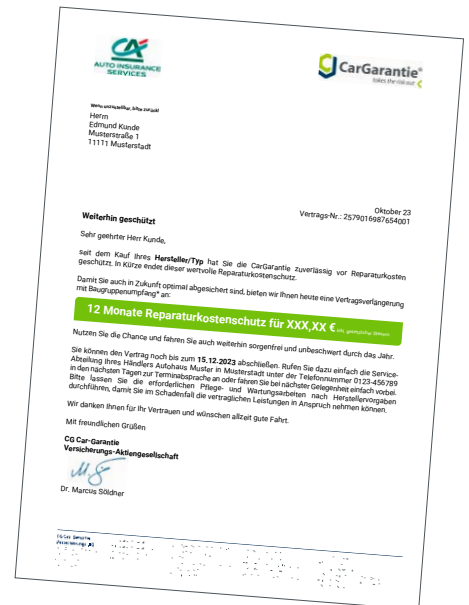 CA
AUTO INSURANCE
SERVICES
CarGarantie®
takes the risk out
Wenn unzustellbar, bitte zurück!
Herrn
Edmund Kunde
Musterstraße 1
11111 Musterstadt
Oktober 23
Vertrags-Nr.: 2579016987654001
Weiterhin geschützt
Sehr geehrter Herr Kunde,
seit dem Kauf Ihres Hersteller/Typ hat Sie die CarGarantie zuverlässig vor Reparaturkosten
geschützt. In Kürze endet dieser wertvolle Reparaturkostenschutz.
Damit Sie auch in Zukunft optimal abgesichert sind, bieten wir Ihnen heute eine Vertragsverlängerung
mit Baugruppenumfang* an:
12 Monate Reparaturkostenschutz für XXX,XX €
Nutzen Sie die Chance und fahren Sie auch weiterhin sorgenfrei und unbeschwert durch das Jahr.
Sie können den Vertrag noch bis zum 15.12.2023 abschließen. Rufen Sie dazu einfach die Service-
Abteilung Ihres Händlers Autohaus Muster in Musterstadt unter der Telefonnummer 0123-456789
in den nächsten Tagen zur Terminabsprache an oder fahren Sie bei nächster Gelegenheit einfach vorbei.
Bitte lassen Sie die erforderlichen Pflege- und Wartungsarbeiten nach Herstellervorgaben
durchführen, damit Sie im Schadenfall die vertraglichen Leistungen in Anspruch nehmen können.
Wir danken Ihnen für Ihr Vertrauen und wünschen allzeit gute Fahrt.
Mit freundlichen Grüßen
CG Car-Garantie
Versicherungs-Aktiengesellschaft
Dr. Marcus Söldner
CG Car-Garantie
Versicherungs-AG